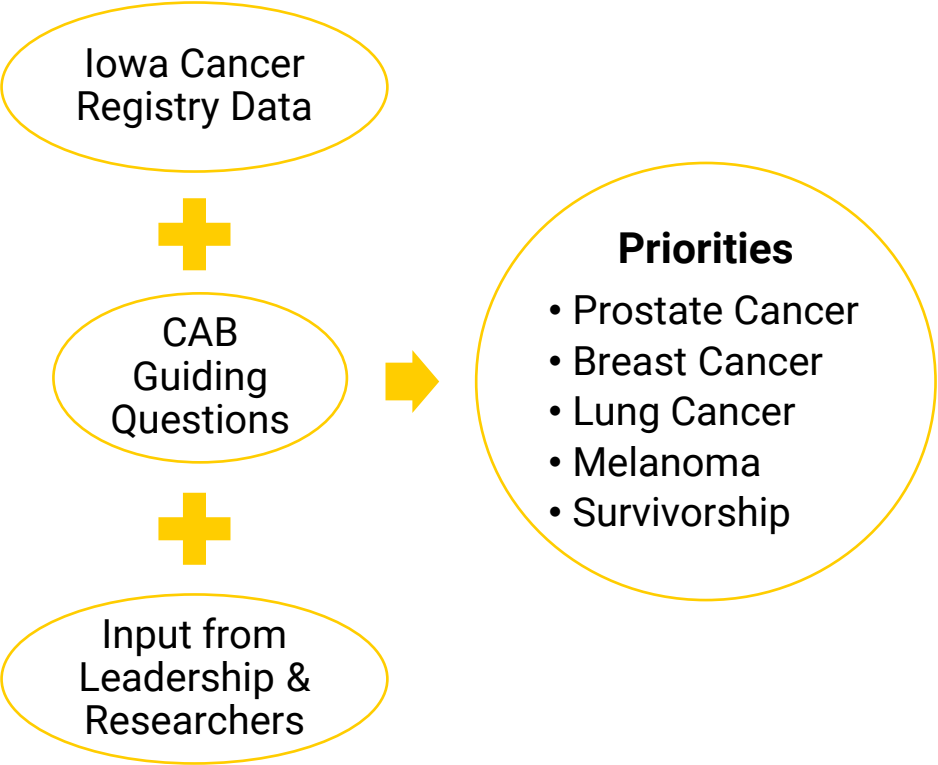 Iowa Cancer
Registry Data
CAB
Guiding
Questions
Input from
Leadership &
Researchers
Priorities
• Prostate Cancer
• Breast Cancer
• Lung Cancer
• Melanoma
• Survivorship